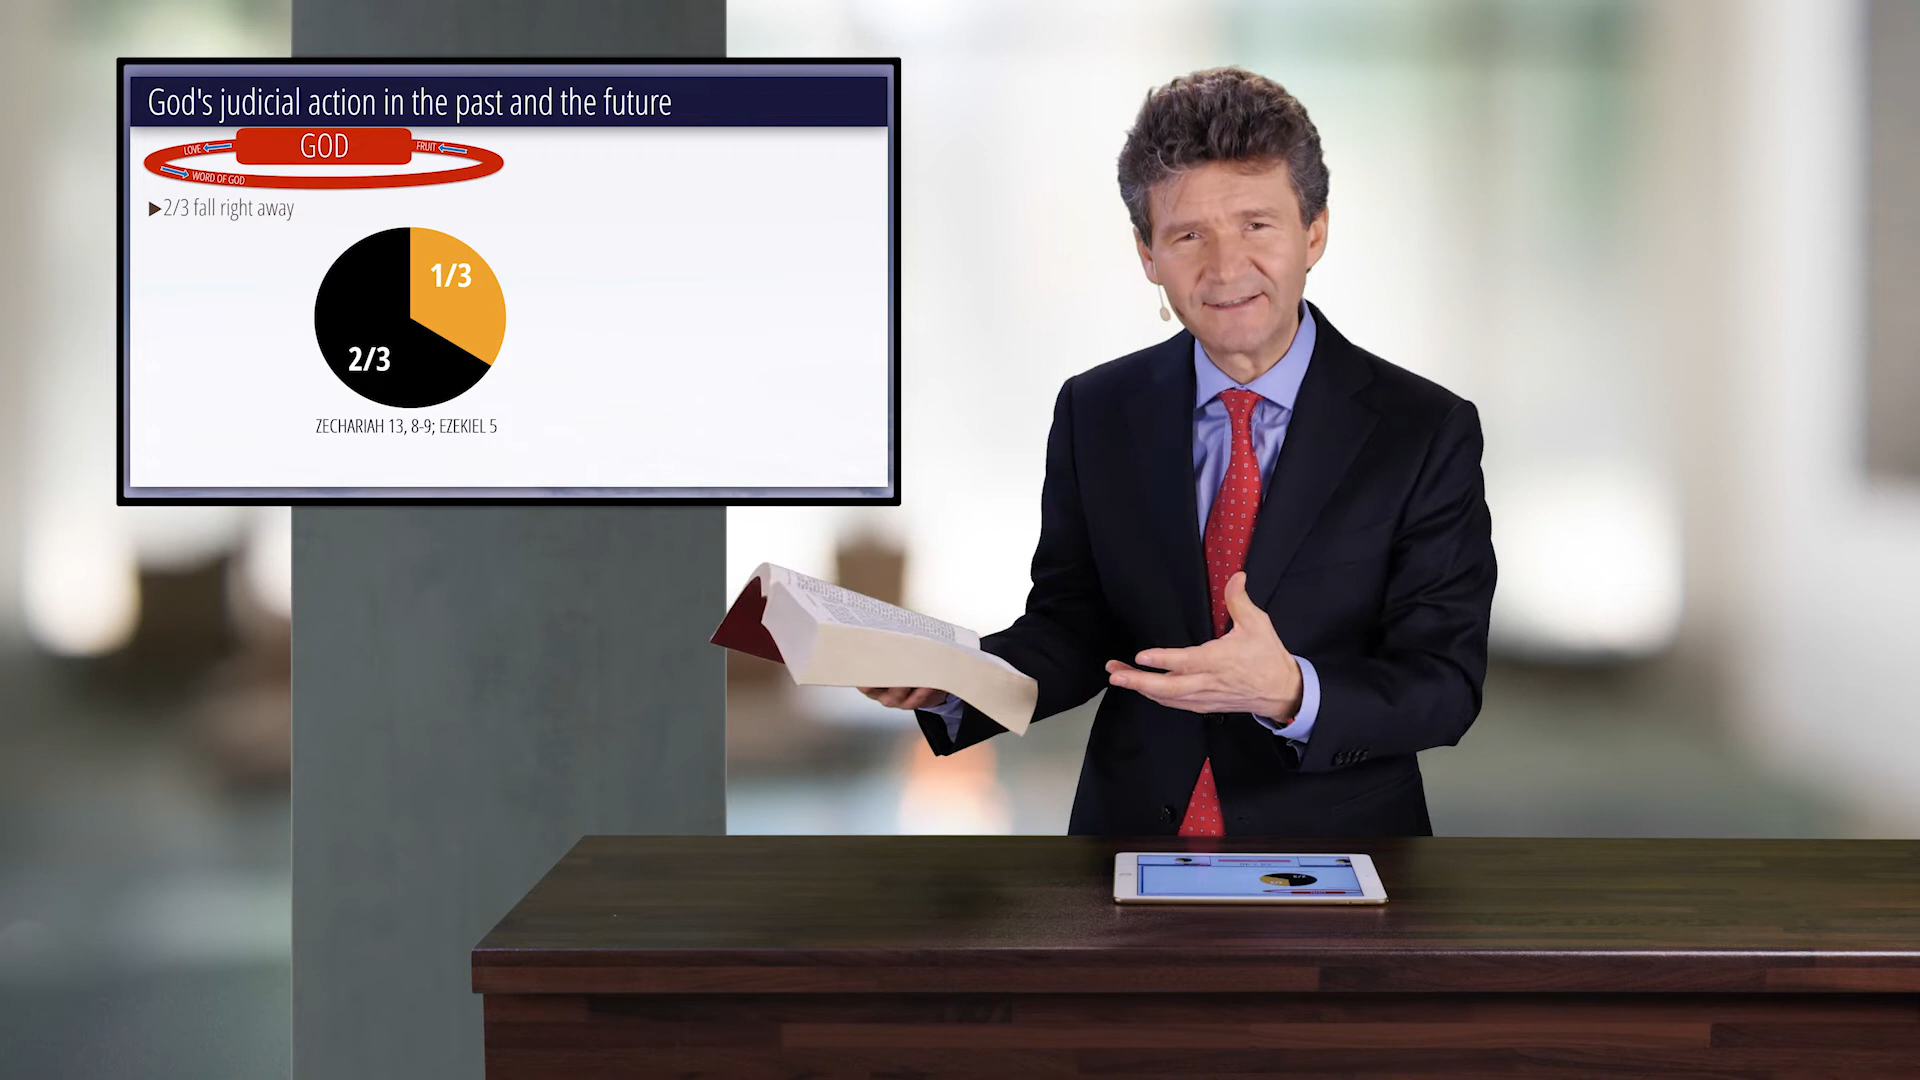 God's judicial action in the past and the future
GOD
LOVE
FRUIT
WORD OF GOD
▶2/3 fall right away
1/3
2/3
ZECHARIAH 13, 8-9; EZEKIEL 5